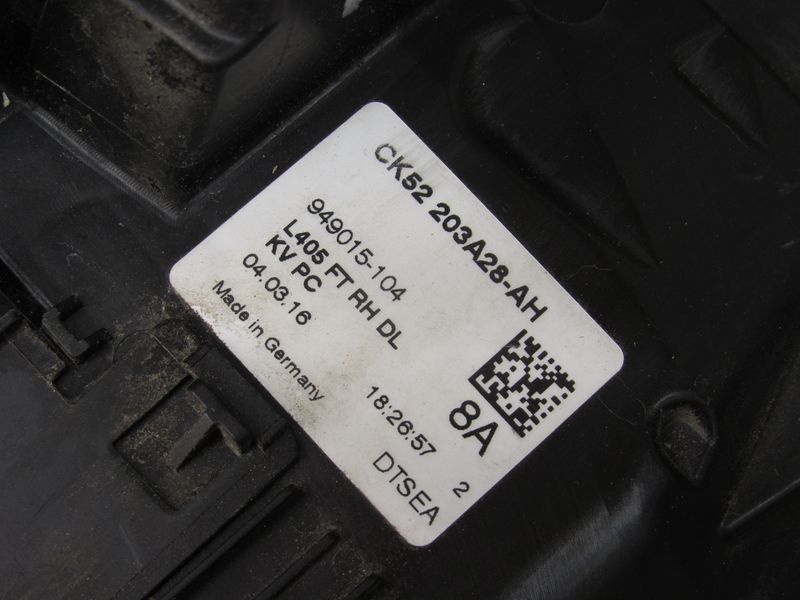 CK52 203A28-AH
949015-104
L405 FT RH DL
KV PC
04.03.16
18:26:57 2
Made in Germany
8A
DTSEA